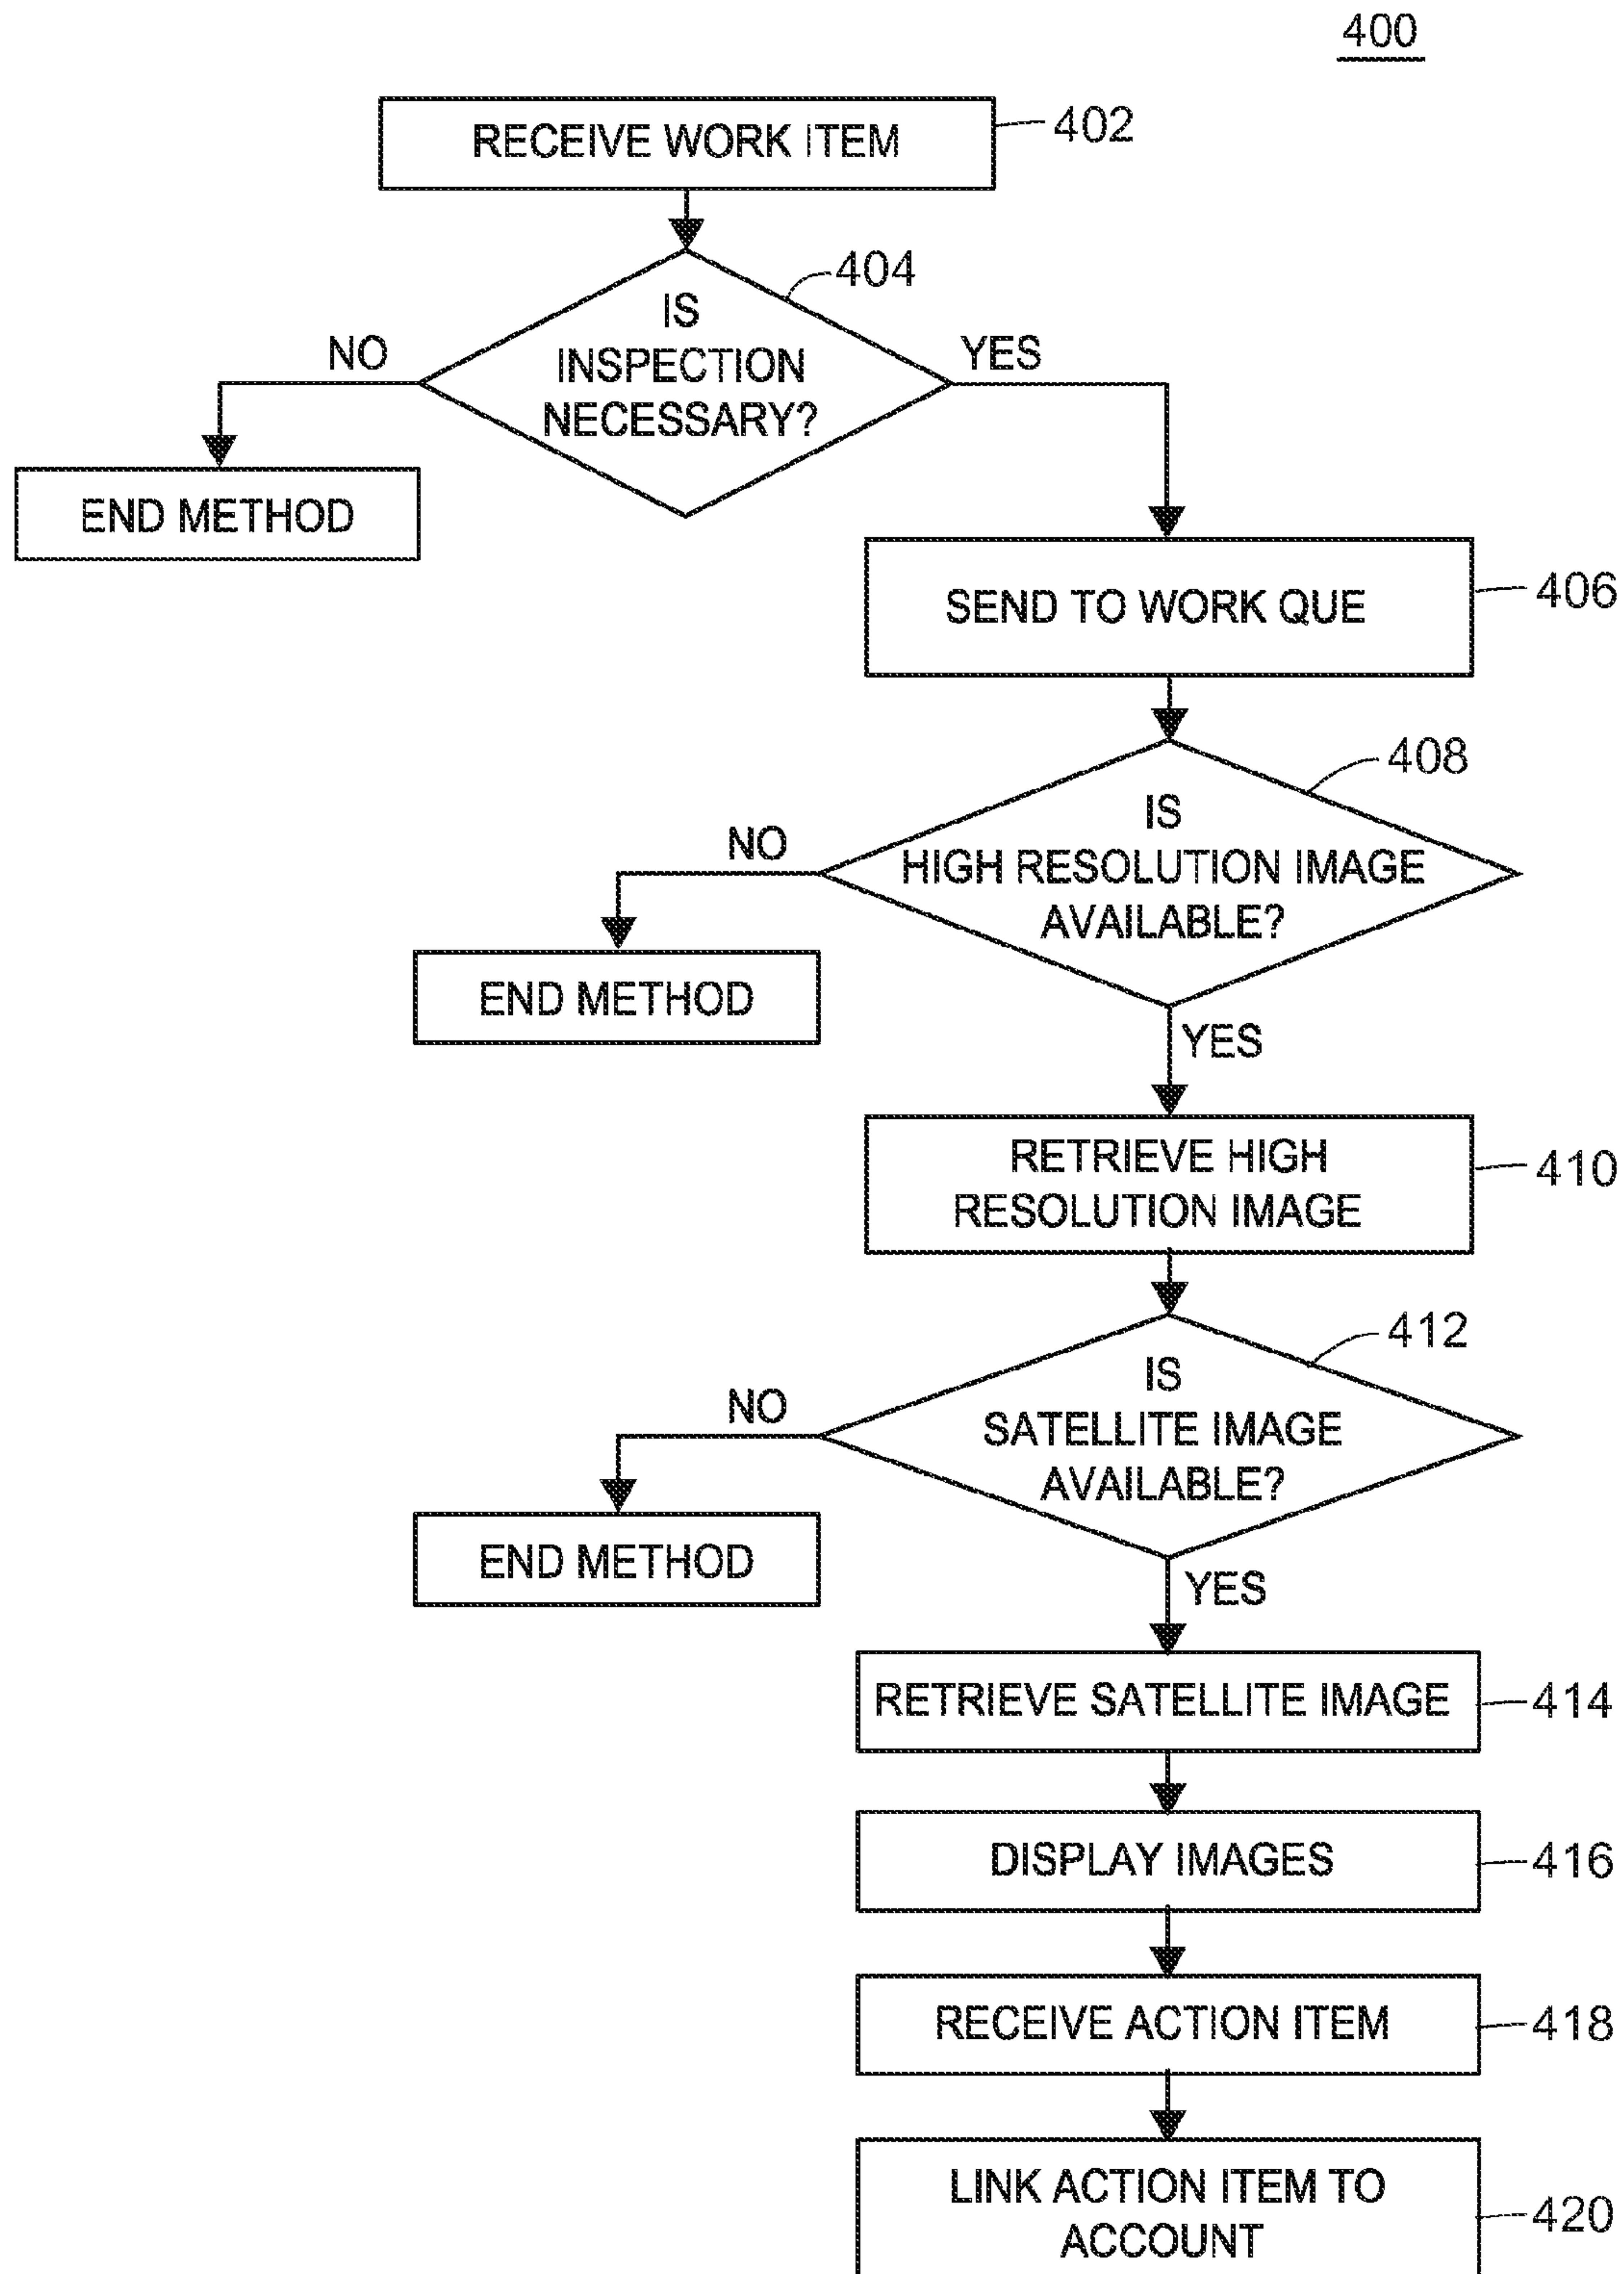 400
RECEIVE WORK ITEM
402
404
IS
INSPECTION
NECESSARY?
NO
YES
END METHOD
SEND TO WORK QUE
406
408
IS
HIGH RESOLUTION IMAGE
AVAILABLE?
NO
END METHOD
YES
RETRIEVE HIGH
RESOLUTION IMAGE
410
412
IS
SATELLITE IMAGE
AVAILABLE?
NO
END METHOD
YES
RETRIEVE SATELLITE IMAGE
414
DISPLAY IMAGES
416
RECEIVE ACTION ITEM
418
LINK ACTION ITEM TO
ACCOUNT
420